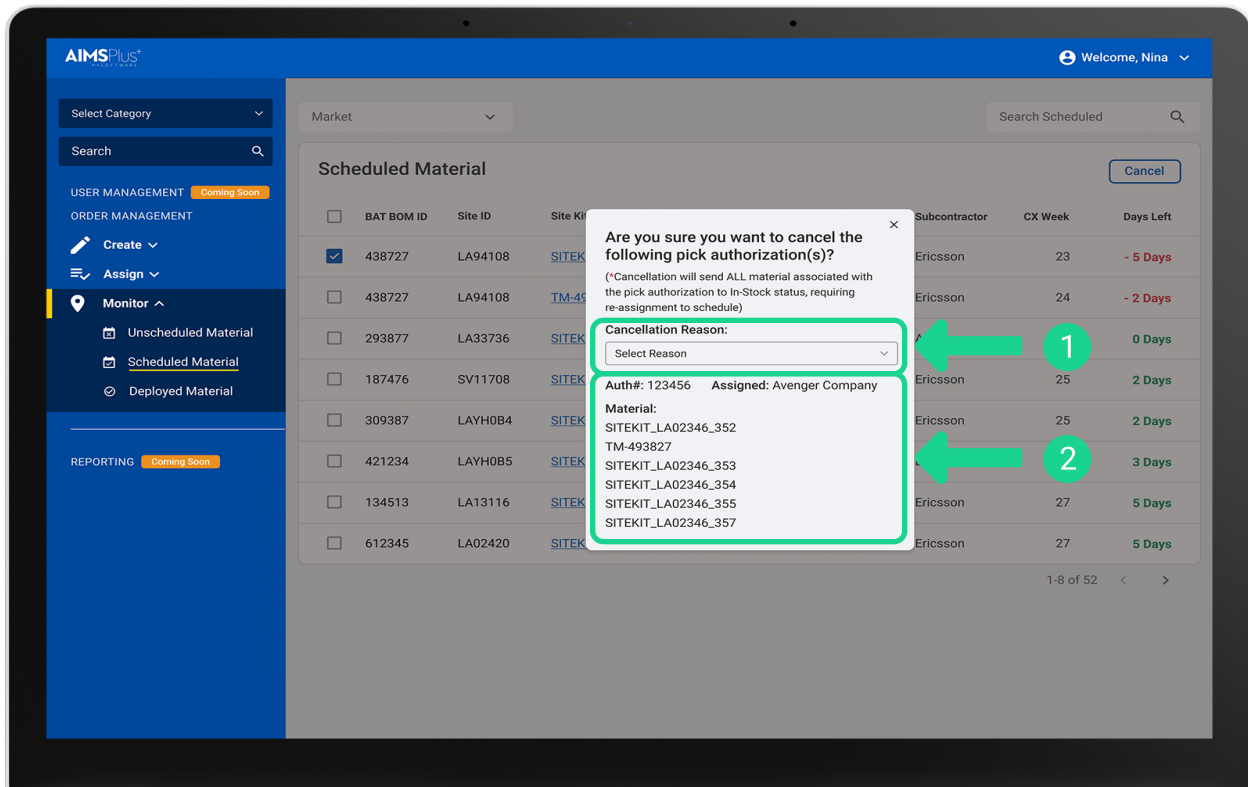 AIMSPlus+
Welcome, Nina
Select Category
Search
USER MANAGEMENT Coming Soon
ORDER MANAGEMENT
Create
Assign
Monitor
Unscheduled Material
Scheduled Material
Deployed Material
REPORTING Coming Soon
Market
Search Scheduled
Scheduled Material
Cancel
BAT BOM ID Site ID Site Subcontractor CX Week Days Left
438727 LA94108 SITEK Ericsson 23 - 5 Days
438727 LA94108 TM-49 Ericsson 24 - 2 Days
293877 LA33736 SITEK 0 Days
187476 SV11708 SITEK Ericsson 25 2 Days
309387 LAYH0B4 SITEK Ericsson 25 2 Days
421234 LAYH0B5 SITEK 3 Days
134513 LA13116 SITEK Ericsson 27 5 Days
612345 LA02420 SITEK Ericsson 27 5 Days
1-8 of 52
Are you sure you want to cancel the
following pick authorization(s)?
(*Cancellation will send ALL material associated with
the pick authorization to In-Stock status, requiring
re-assignment to schedule)
Cancellation Reason:
Select Reason
1
Auth#: 123456 Assigned: Avenger Company
Material:
SITEKIT_LA02346_352
TM-493827
SITEKIT_LA02346_353
SITEKIT_LA02346_354
SITEKIT_LA02346_355
SITEKIT_LA02346_357
2